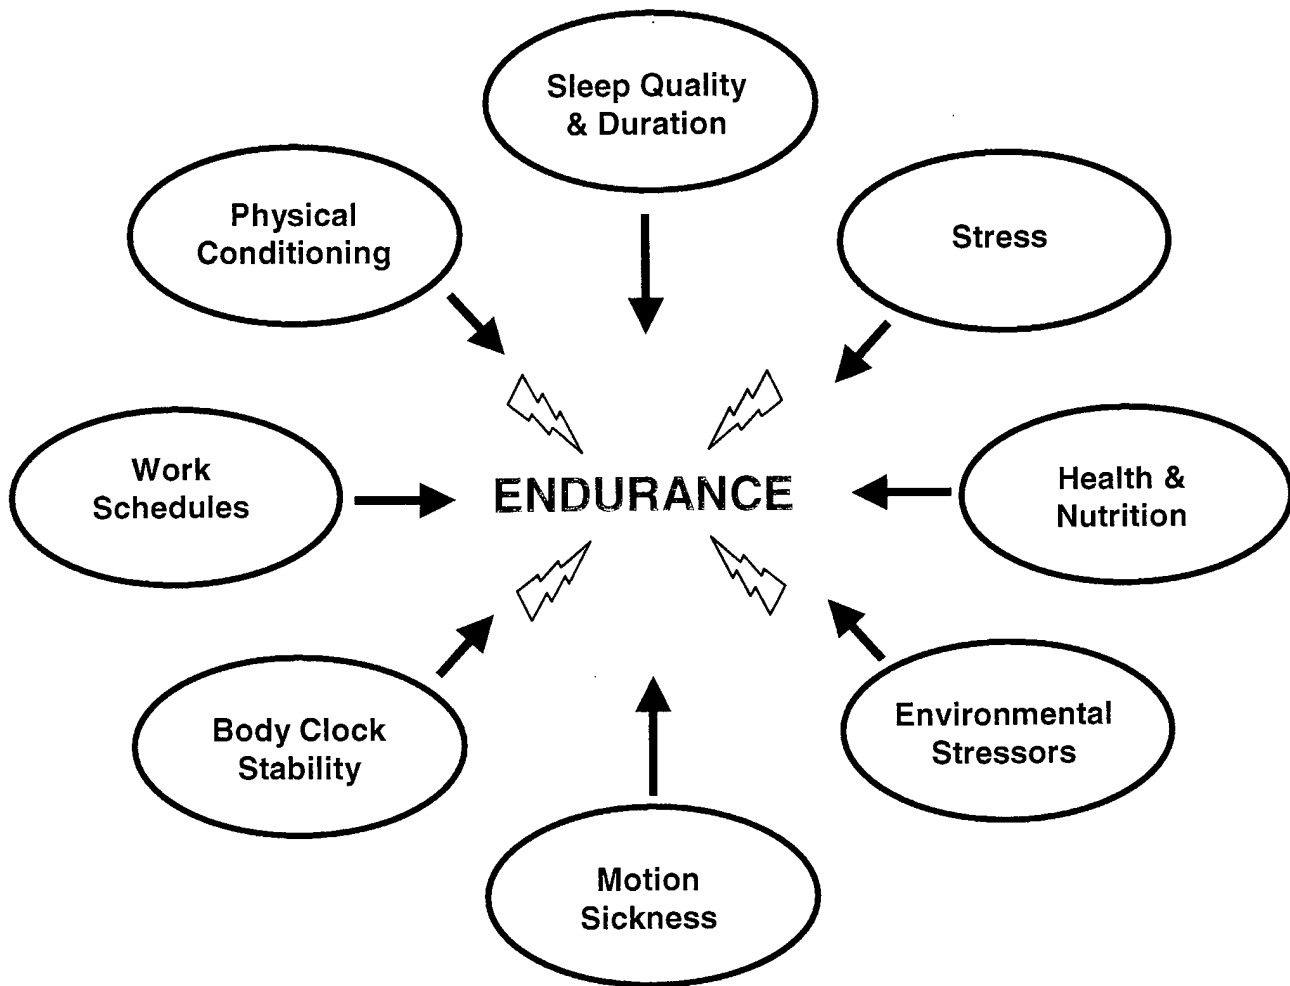 Sleep Quality
& Duration
Physical
Conditioning
Stress
Work
Schedules
ENDURANCE
Health &
Nutrition
Body Clock
Stability
Environmental
Stressors
Motion
Sickness